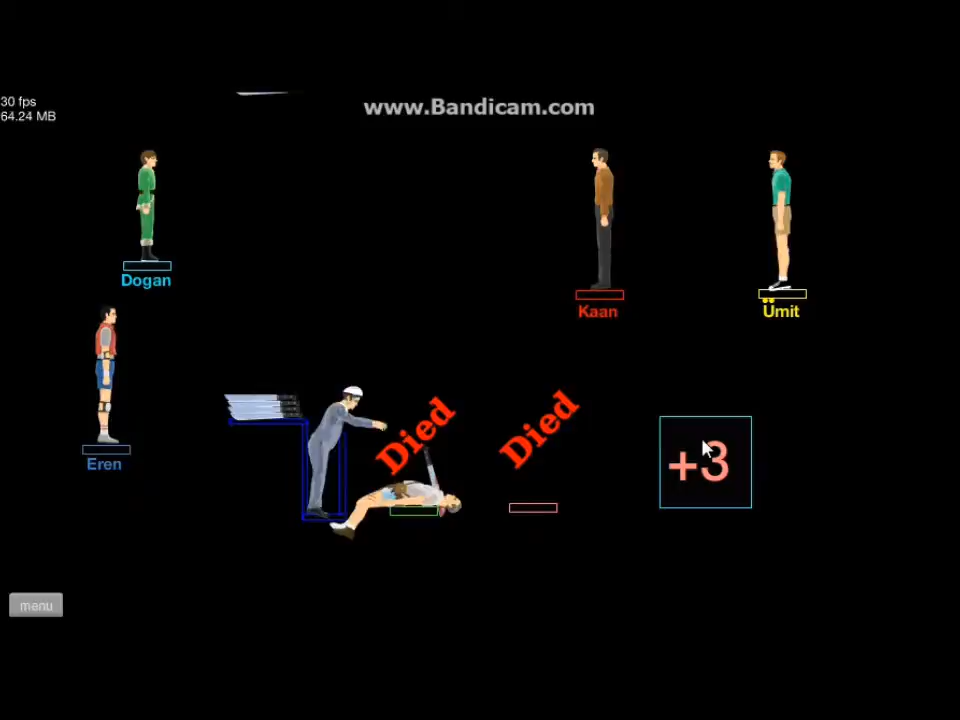 www.Bandicam.com
30 fps
64.24 MB
Dogan
Kaan
Ümit
Died
Died
+3
Eren
menu